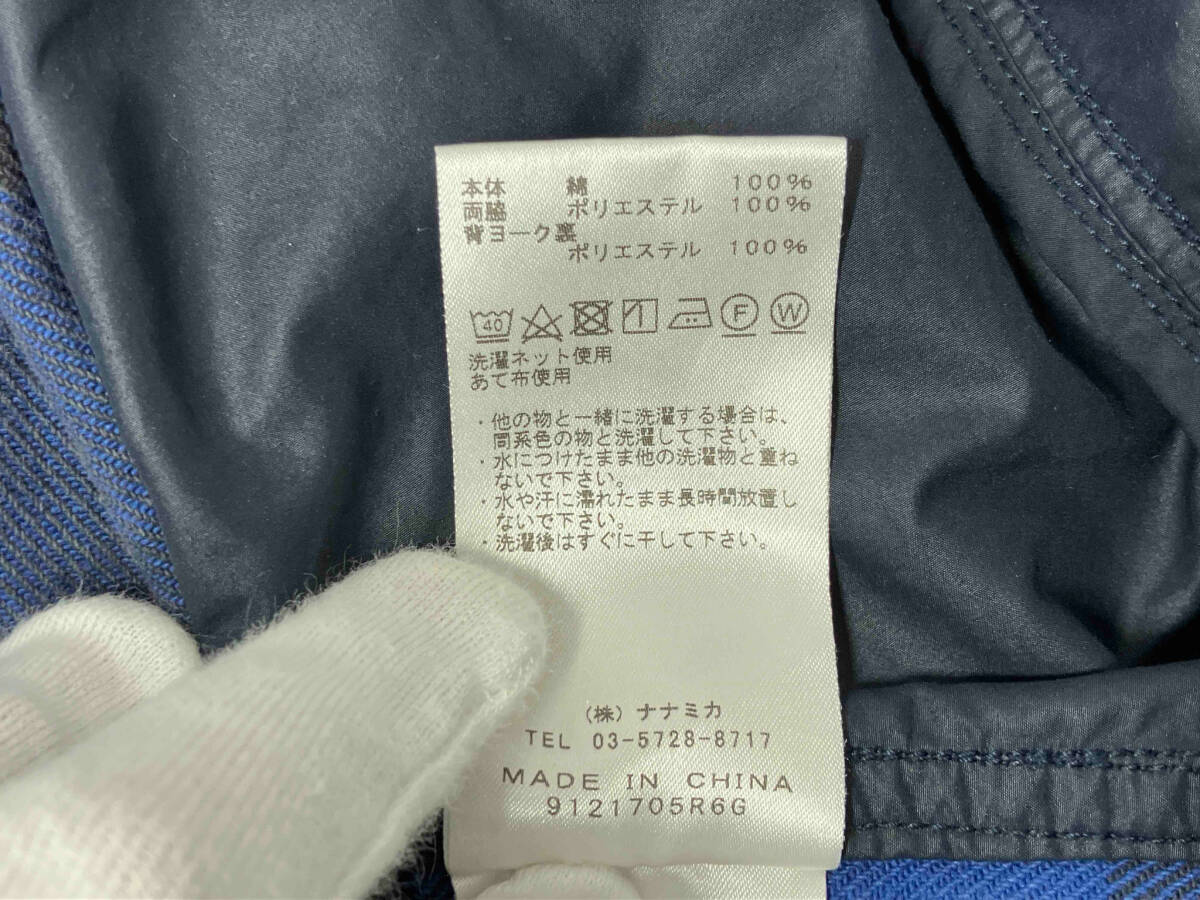 本体 綿 100%
両脇 ポリエステル 100%
背ヨーク裏
ポリエステル 100%
40 F W
洗濯ネット使用
あて布使用
・他の物と一緒に洗濯する場合は、
同系色の物と洗濯して下さい。
・水につけたまま他の洗濯物と重ね
ないで下さい。
・水や汗に濡れたまま長時間放置し
ないで下さい。
・洗濯後はすぐに干して下さい。
(株)ナナミカ
TEL 03-5728-8717
MADE IN CHINA
9121705R6G